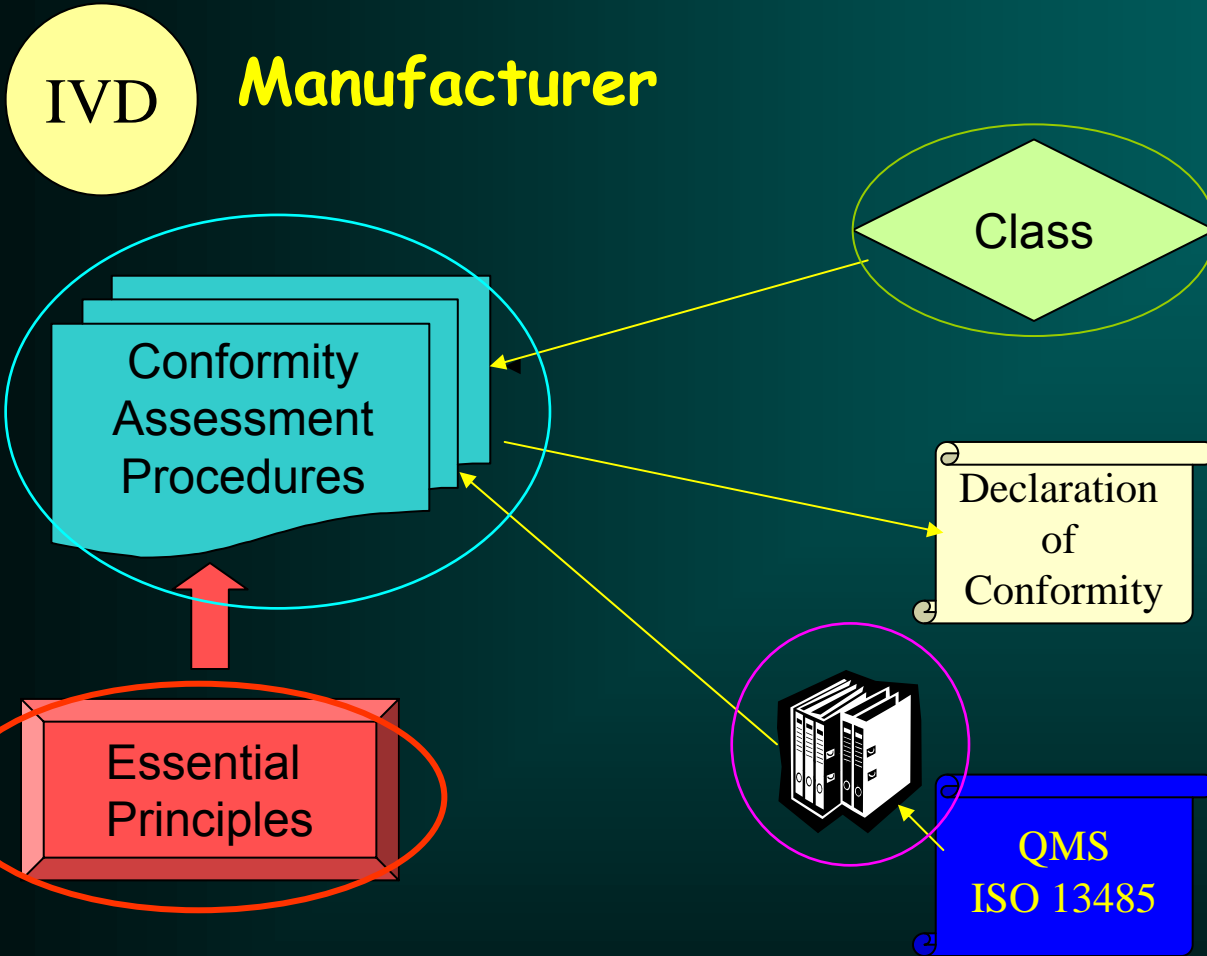 IVD
Manufacturer
Class
Conformity
Assessment
Procedures
Declaration
of
Conformity
Essential
Principles
QMS
ISO 13485